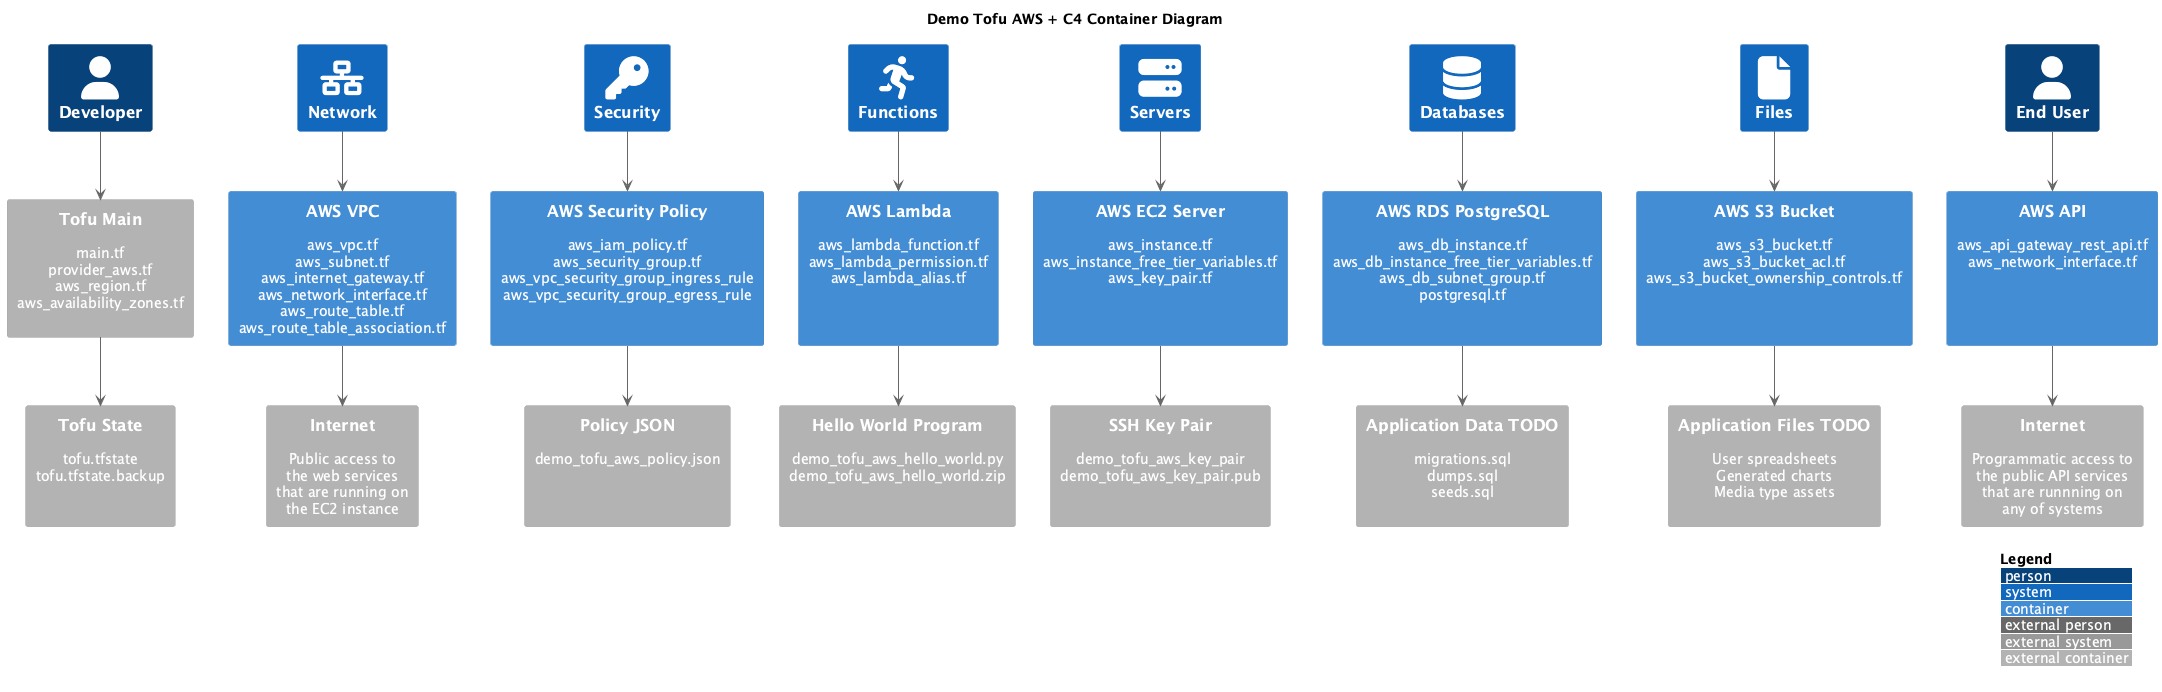 Demo Tofu AWS + C4 Container Diagram
Developer
Network
Security
Functions
Servers
Databases
Files
End User
Tofu Main
main.tf
provider_aws.tf
aws_region.tf
aws_availability_zones.tf
AWS VPC
aws_vpc.tf
aws_subnet.tf
aws_internet_gateway.tf
aws_network_interface.tf
aws_route_table.tf
aws_route_table_association.tf
AWS Security Policy
aws_iam_policy.tf
aws_security_group.tf
aws_vpc_security_group_ingress_rule
aws_vpc_security_group_egress_rule
AWS Lambda
aws_lambda_function.tf
aws_lambda_permission.tf
aws_lambda_alias.tf
AWS EC2 Server
aws_instance.tf
aws_instance_free_tier_variables.tf
aws_key_pair.tf
AWS RDS PostgreSQL
aws_db_instance.tf
aws_db_instance_free_tier_variables.tf
aws_db_subnet_group.tf
postgresql.tf
AWS S3 Bucket
aws_s3_bucket.tf
aws_s3_bucket_acl.tf
aws_s3_bucket_ownership_controls.tf
AWS API
aws_api_gateway_rest_api.tf
aws_network_interface.tf
Tofu State
tofu.tfstate
tofu.tfstate.backup
Internet
Public access to
the web services
that are running on
the EC2 instance
Policy JSON
demo_tofu_aws_policy.json
Hello World Program
demo_tofu_aws_hello_world.py
demo_tofu_aws_hello_world.zip
SSH Key Pair
demo_tofu_aws_key_pair
demo_tofu_aws_key_pair.pub
Application Data TODO
migrations.sql
dumps.sql
seeds.sql
Application Files TODO
User spreadsheets
Generated charts
Media type assets
Internet
Programmatic access to
the public API services
that are runnning on
any of systems
Legend
person
system
container
external person
external system
external container